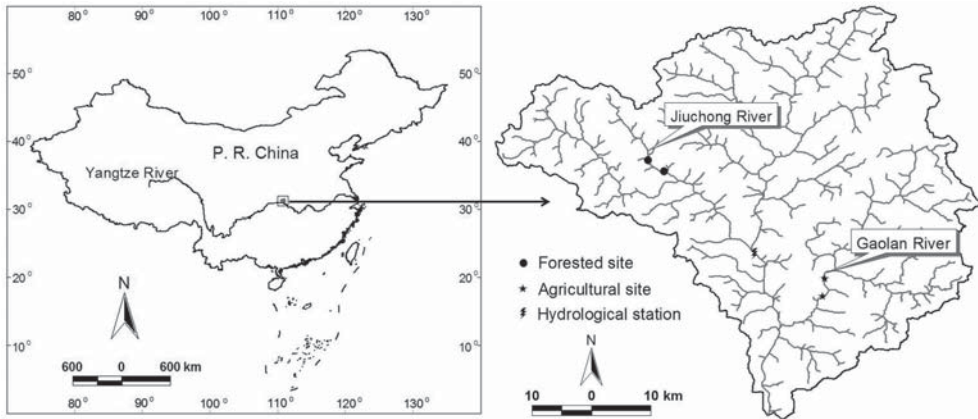 80° 90° 100° 110° 120° 130°
50°
40°
30°
20°
10°
50°
40°
30°
20°
10°
P. R. China
Yangtze River
N
600 0 600 km
70° 80° 90° 100° 110° 120° 130°
Jiuchong River
Gaolan River
Forested site
Agricultural site
Hydrological station
N
10 0 10 km